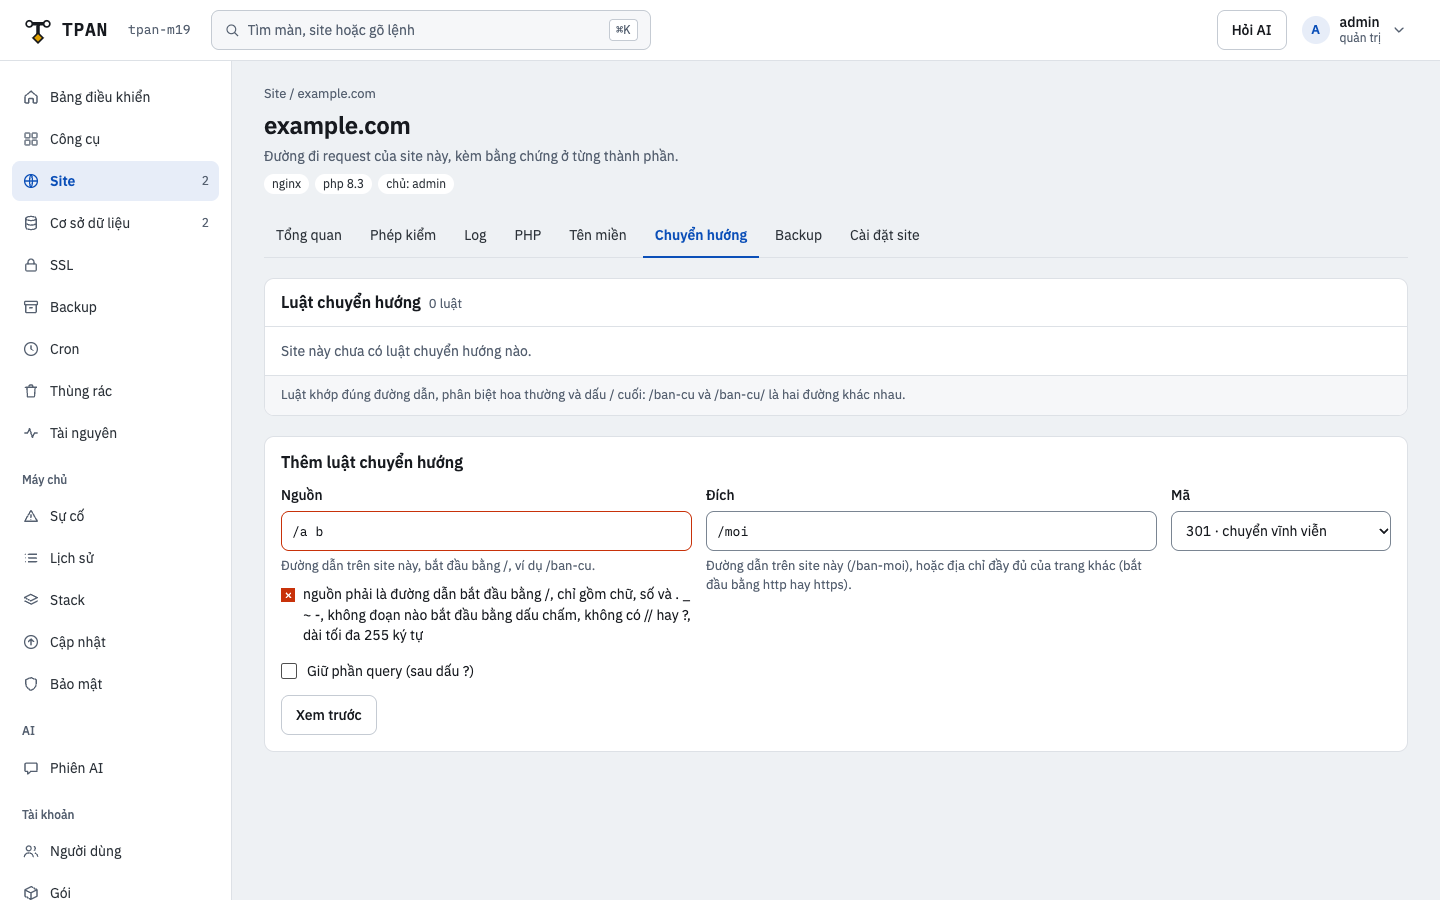 TPAN tpan-m19 Tìm màn, site hoặc gõ lệnh ⌘K Hỏi AI A admin
quản trị
Bảng điều khiển
Công cụ
Site 2
Cơ sở dữ liệu 2
SSL
Backup
Cron
Thùng rác
Tài nguyên
Máy chủ
Sự cố
Lịch sử
Stack
Cập nhật
Bảo mật
AI
Phiên AI
Tài khoản
Người dùng
Gói
Site / example.com
example.com
Đường đi request của site này, kèm bằng chứng ở từng thành phần.
nginx php 8.3 chủ: admin
Tổng quan Phép kiểm Log PHP Tên miền Chuyển hướng Backup Cài đặt site
Luật chuyển hướng 0 luật
Site này chưa có luật chuyển hướng nào.
Luật khớp đúng đường dẫn, phân biệt hoa thường và dấu / cuối: /ban-cu và /ban-cu/ là hai đường khác nhau.
Thêm luật chuyển hướng
Nguồn
/a b
Đường dẫn trên site này, bắt đầu bằng /, ví dụ /ban-cu.
nguồn phải là đường dẫn bắt đầu bằng /, chỉ gồm chữ, số và . _
~ -, không đoạn nào bắt đầu bằng dấu chấm, không có // hay ?,
dài tối đa 255 ký tự
Đích
/moi
Đường dẫn trên site này (/ban-moi), hoặc địa chỉ đầy đủ của trang khác (bắt
đầu bằng http hay https).
Mã
301 · chuyển vĩnh viễn
Giữ phần query (sau dấu ?)
Xem trước